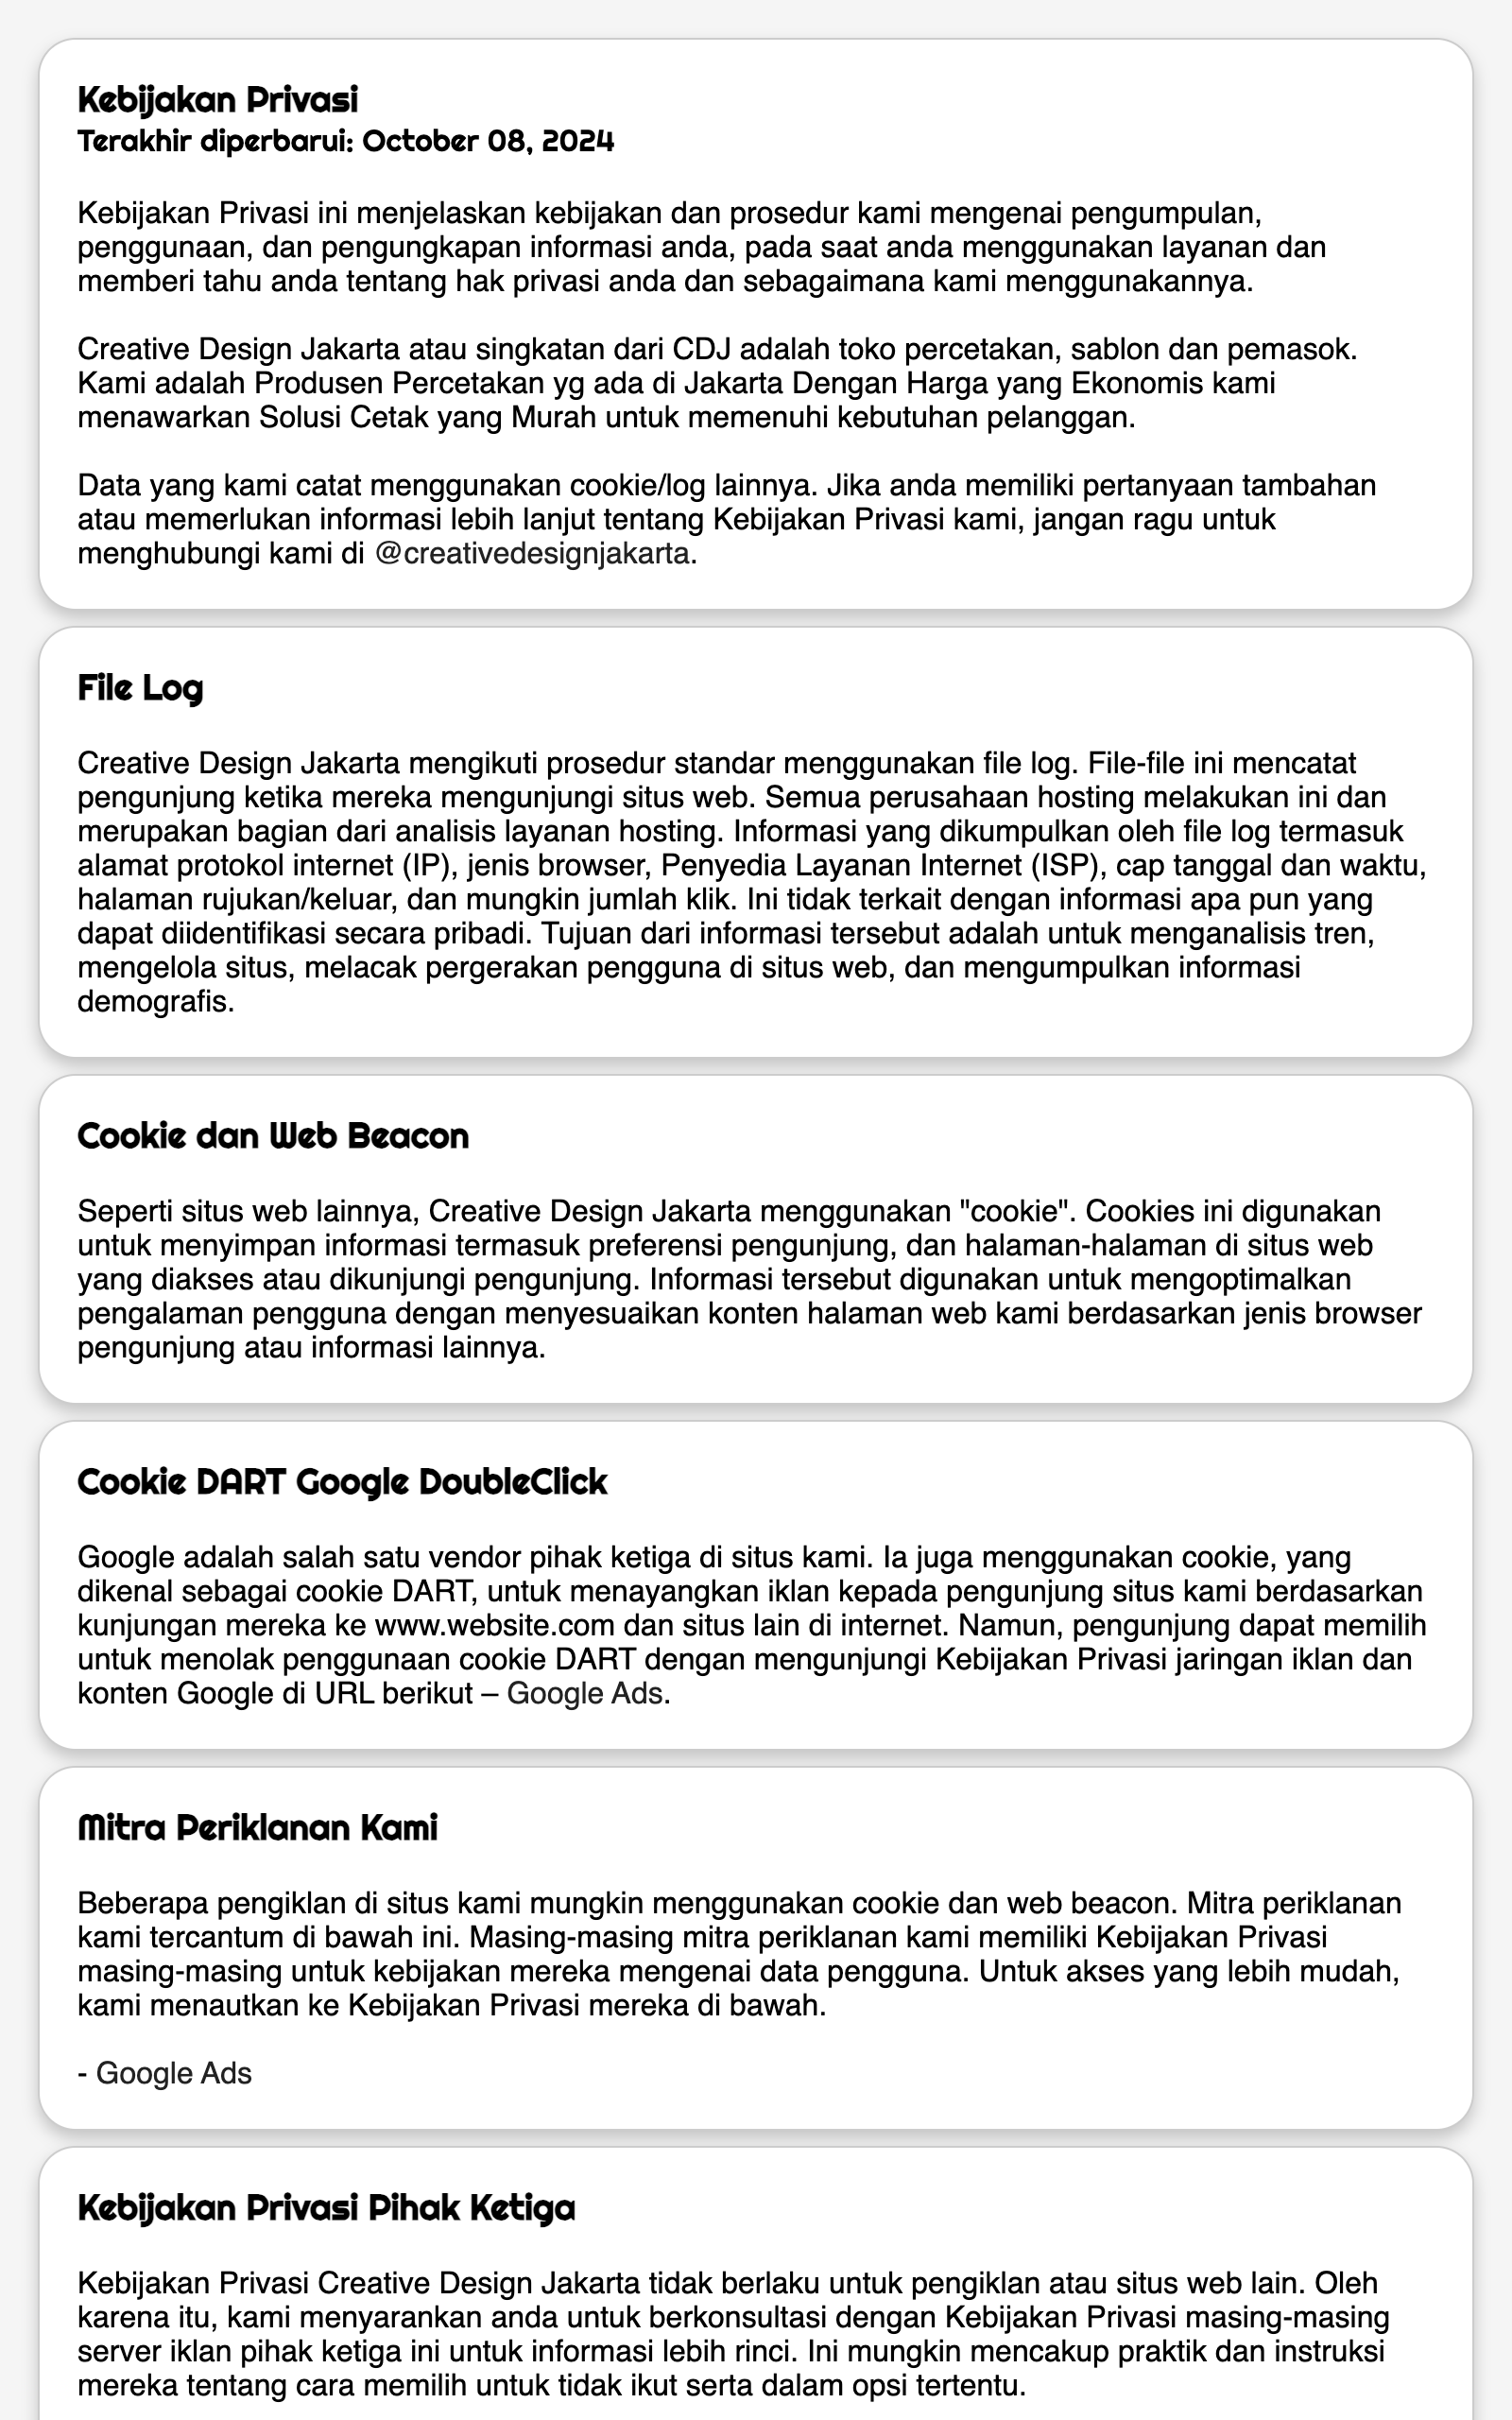 Kebijakan Privasi
Terakhir diperbarui: October 08, 2024
Kebijakan Privasi ini menjelaskan kebijakan dan prosedur kami mengenai pengumpulan,
penggunaan, dan pengungkapan informasi anda, pada saat anda menggunakan layanan dan
memberi tahu anda tentang hak privasi anda dan sebagaimana kami menggunakannya.
Creative Design Jakarta atau singkatan dari CDJ adalah toko percetakan, sablon dan pemasok.
Kami adalah Produsen Percetakan yg ada di Jakarta Dengan Harga yang Ekonomis kami
menawarkan Solusi Cetak yang Murah untuk memenuhi kebutuhan pelanggan.
Data yang kami catat menggunakan cookie/log lainnya. Jika anda memiliki pertanyaan tambahan
atau memerlukan informasi lebih lanjut tentang Kebijakan Privasi kami, jangan ragu untuk
menghubungi kami di @creativedesignjakarta.
File Log
Creative Design Jakarta mengikuti prosedur standar menggunakan file log. File-file ini mencatat
pengunjung ketika mereka mengunjungi situs web. Semua perusahaan hosting melakukan ini dan
merupakan bagian dari analisis layanan hosting. Informasi yang dikumpulkan oleh file log termasuk
alamat protokol internet (IP), jenis browser, Penyedia Layanan Internet (ISP), cap tanggal dan waktu,
halaman rujukan/keluar, dan mungkin jumlah klik. Ini tidak terkait dengan informasi apa pun yang
dapat diidentifikasi secara pribadi. Tujuan dari informasi tersebut adalah untuk menganalisis tren,
mengelola situs, melacak pergerakan pengguna di situs web, dan mengumpulkan informasi
demografis.
Cookie dan Web Beacon
Seperti situs web lainnya, Creative Design Jakarta menggunakan "cookie". Cookies ini digunakan
untuk menyimpan informasi termasuk preferensi pengunjung, dan halaman-halaman di situs web
yang diakses atau dikunjungi pengunjung. Informasi tersebut digunakan untuk mengoptimalkan
pengalaman pengguna dengan menyesuaikan konten halaman web kami berdasarkan jenis browser
pengunjung atau informasi lainnya.
Cookie DART Google DoubleClick
Google adalah salah satu vendor pihak ketiga di situs kami. Ia juga menggunakan cookie, yang
dikenal sebagai cookie DART, untuk menayangkan iklan kepada pengunjung situs kami berdasarkan
kunjungan mereka ke www.website.com dan situs lain di internet. Namun, pengunjung dapat memilih
untuk menolak penggunaan cookie DART dengan mengunjungi Kebijakan Privasi jaringan iklan dan
konten Google di URL berikut – Google Ads.
Mitra Periklanan Kami
Beberapa pengiklan di situs kami mungkin menggunakan cookie dan web beacon. Mitra periklanan
kami tercantum di bawah ini. Masing-masing mitra periklanan kami memiliki Kebijakan Privasi
masing-masing untuk kebijakan mereka mengenai data pengguna. Untuk akses yang lebih mudah,
kami menautkan ke Kebijakan Privasi mereka di bawah.
- Google Ads
Kebijakan Privasi Pihak Ketiga
Kebijakan Privasi Creative Design Jakarta tidak berlaku untuk pengiklan atau situs web lain. Oleh
karena itu, kami menyarankan anda untuk berkonsultasi dengan Kebijakan Privasi masing-masing
server iklan pihak ketiga ini untuk informasi lebih rinci. Ini mungkin mencakup praktik dan instruksi
mereka tentang cara memilih untuk tidak ikut serta dalam opsi tertentu.